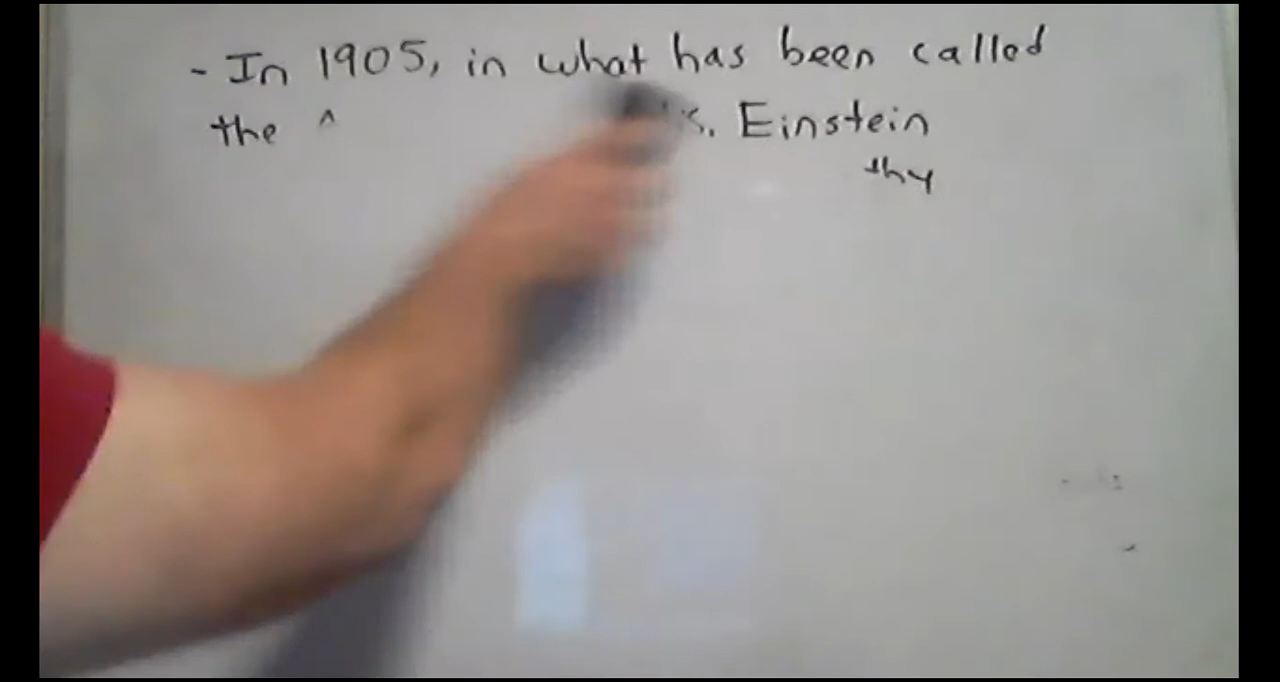 - In 1905, in what has been called
the ^ s. Einstein
thy